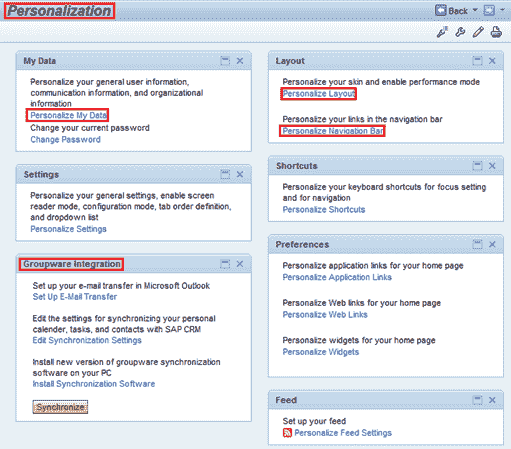 Personalization
Back
My Data
Personalize your general user information,
communication information, and organizational
information
Personalize My Data
Change your current password
Change Password
Settings
Personalize your general settings, enable screen
reader mode, configuration mode, tab order definition,
and dropdown list
Personalize Settings
Groupware Integration
Set up your e-mail transfer in Microsoft Outlook
Set Up E-Mail Transfer
Edit the settings for synchronizing your personal
calender, tasks, and contacts with SAP CRM
Edit Synchronization Settings
Install new version of groupware synchronization
software on your PC
Install Synchronization Software
Synchronize
Layout
Personalize your skin and enable performance mode
Personalize Layout
Personalize your links in the navigation bar
Personalize Navigation Bar
Shortcuts
Personalize your keyboard shortcuts for focus setting
and for navigation
Personalize Shortcuts
Preferences
Personalize application links for your home page
Personalize Application Links
Personalize Web links for your home page
Personalize Web Links
Personalize widgets for your home page
Personalize Widgets
Feed
Set up your feed
Personalize Feed Settings